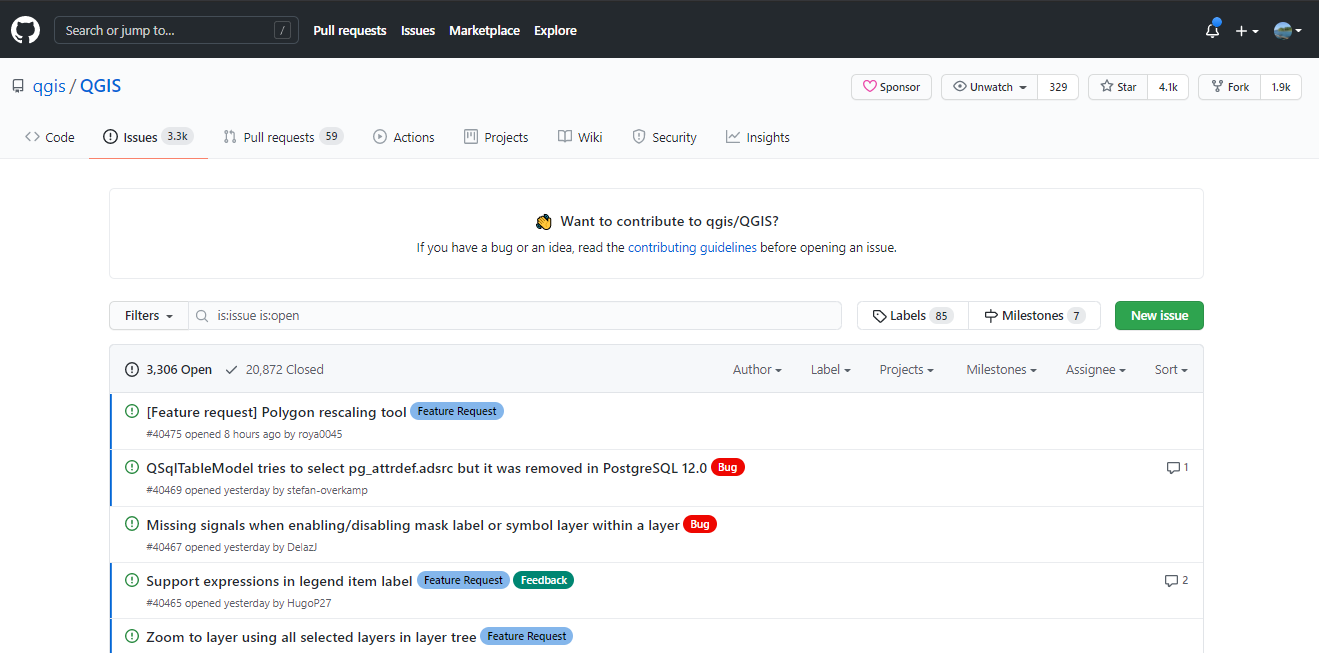 Search or jump to... /
Pull requests Issues Marketplace Explore
qgis / QGIS
Sponsor Unwatch 329 Star 4.1k Fork 1.9k
Code Issues 3.3k Pull requests 59 Actions Projects Wiki Security Insights
Want to contribute to qgis/QGIS?
If you have a bug or an idea, read the contributing guidelines before opening an issue.
Filters is:issue is:open Labels 85 Milestones 7 New issue
3,306 Open 20,872 Closed Author Label Projects Milestones Assignee Sort
[Feature request] Polygon rescaling tool Feature Request
#40475 opened 8 hours ago by roya0045
QSqlTableModel tries to select pg_attrdef.adsrc but it was removed in PostgreSQL 12.0 Bug 1
#40469 opened yesterday by stefan-overkamp
Missing signals when enabling/disabling mask label or symbol layer within a layer Bug
#40467 opened yesterday by DelazJ
Support expressions in legend item label Feature Request Feedback 2
#40465 opened yesterday by HugoP27
Zoom to layer using all selected layers in layer tree Feature Request